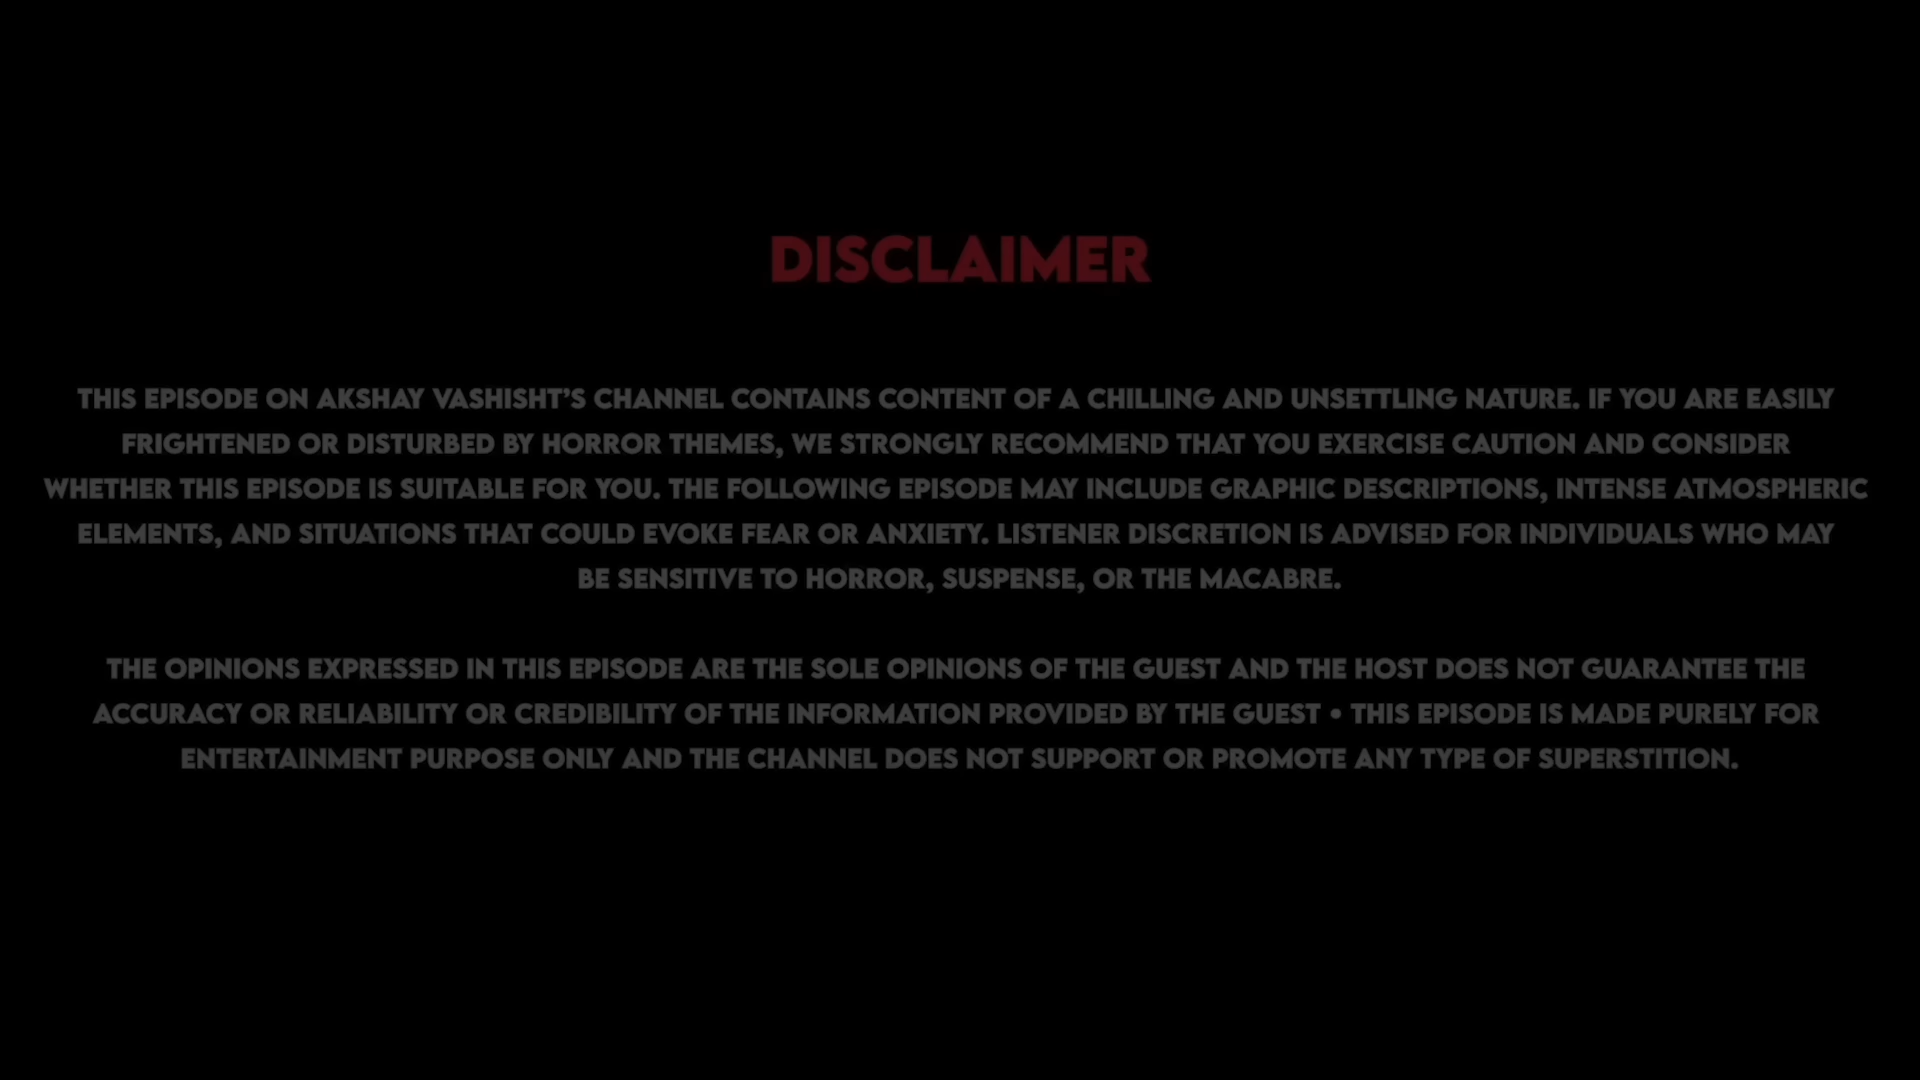 DISCLAIMER
THIS EPISODE ON AKSHAY VASHISHT'S CHANNEL CONTAINS CONTENT OF A CHILLING AND UNSETTLING NATURE. IF YOU ARE EASILY
FRIGHTENED OR DISTURBED BY HORROR THEMES, WE STRONGLY RECOMMEND THAT YOU EXERCISE CAUTION AND CONSIDER
WHETHER THIS EPISODE IS SUITABLE FOR YOU. THE FOLLOWING EPISODE MAY INCLUDE GRAPHIC DESCRIPTIONS, INTENSE ATMOSPHERIC
ELEMENTS, AND SITUATIONS THAT COULD EVOKE FEAR OR ANXIETY. LISTENER DISCRETION IS ADVISED FOR INDIVIDUALS WHO MAY
BE SENSITIVE TO HORROR, SUSPENSE, OR THE MACABRE.
THE OPINIONS EXPRESSED IN THIS EPISODE ARE THE SOLE OPINIONS OF THE GUEST AND THE HOST DOES NOT GUARANTEE THE
ACCURACY OR RELIABILITY OR CREDIBILITY OF THE INFORMATION PROVIDED BY THE GUEST • THIS EPISODE IS MADE PURELY FOR
ENTERTAINMENT PURPOSE ONLY AND THE CHANNEL DOES NOT SUPPORT OR PROMOTE ANY TYPE OF SUPERSTITION.